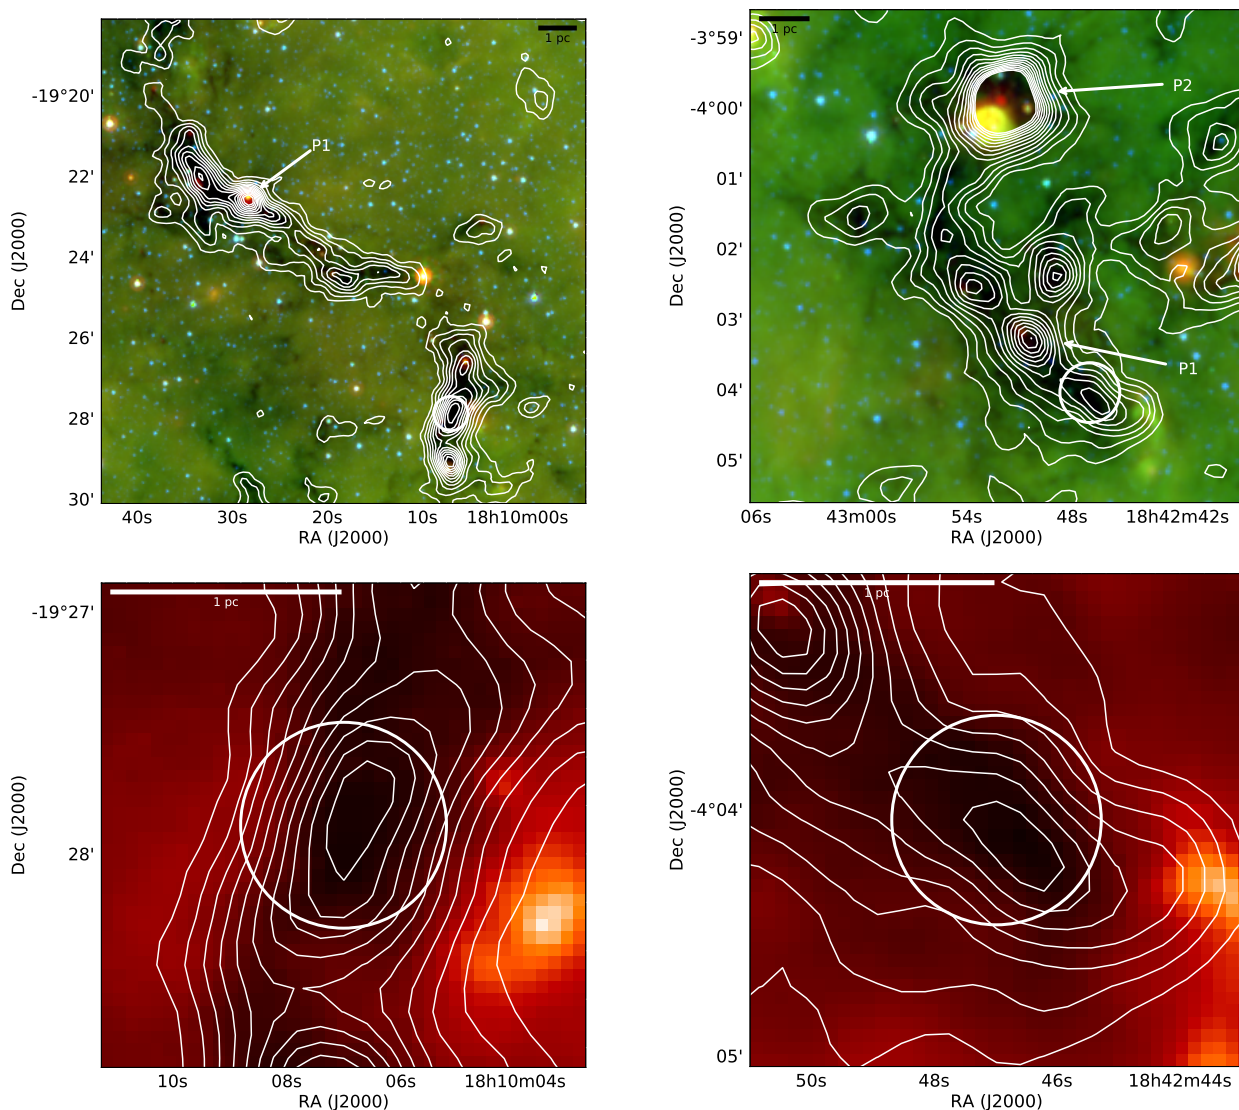 1 pc
P1
-19°20'
22'
24'
26'
28'
30'
Dec (J2000)
40s 30s 20s 10s 18h10m00s
RA (J2000)
1 pc
P2
P1
-3°59'
-4°00'
01'
02'
03'
04'
05'
Dec (J2000)
06s 43m00s 54s 48s 18h42m42s
RA (J2000)
1 pc
-19°27'
28'
Dec (J2000)
10s 08s 06s 18h10m04s
RA (J2000)
1 pc
-4°04'
05'
Dec (J2000)
50s 48s 46s 18h42m44s
RA (J2000)